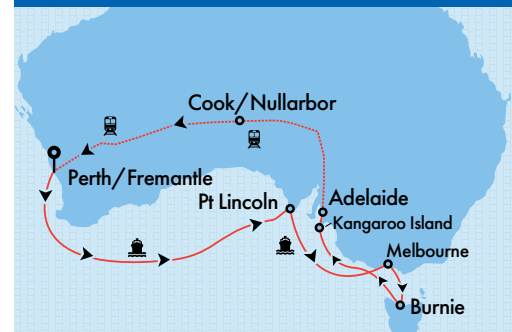 Cook/Nullarbor
Perth/Fremantle
Pt Lincoln
Adelaide
Kangaroo Island
Melbourne
Burnie